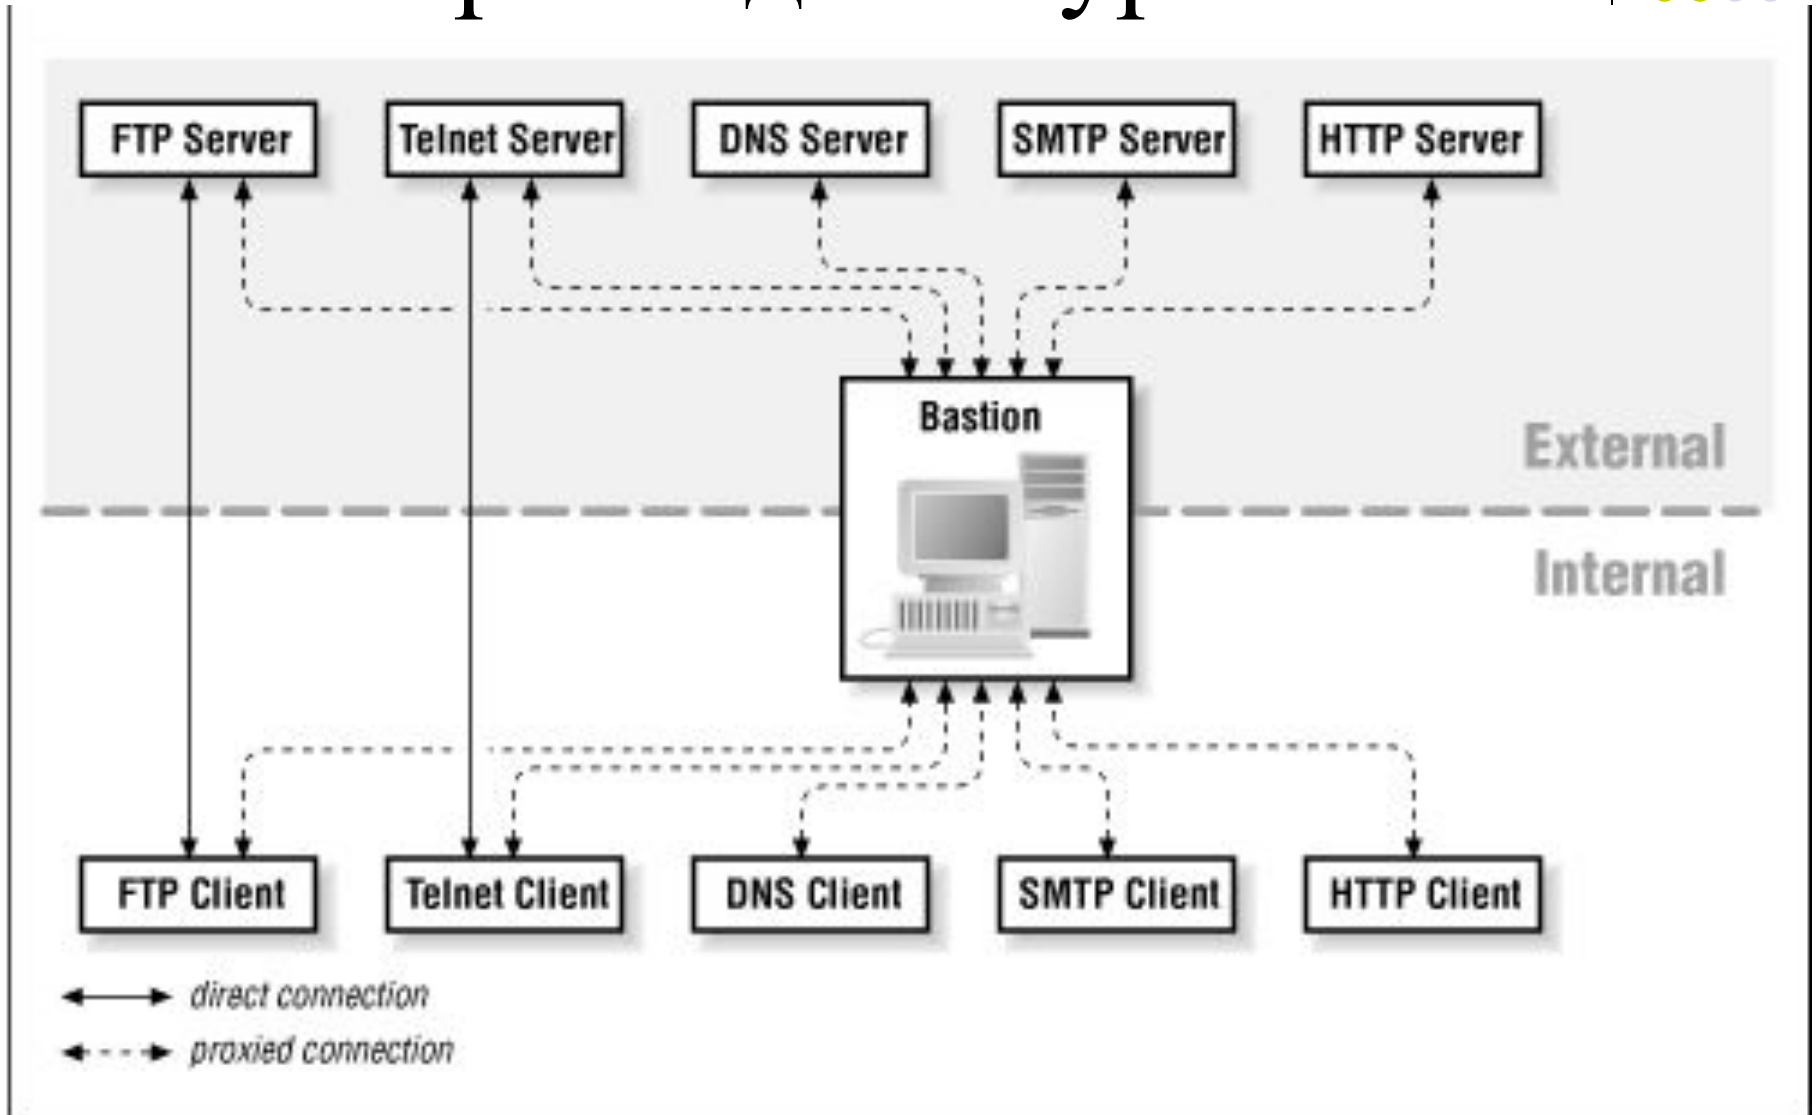 FTP Server
Telnet Server
DNS Server
SMTP Server
HTTP Server
Bastion
External
Internal
FTP Client
Telnet Client
DNS Client
SMTP Client
HTTP Client
direct connection
proxied connection